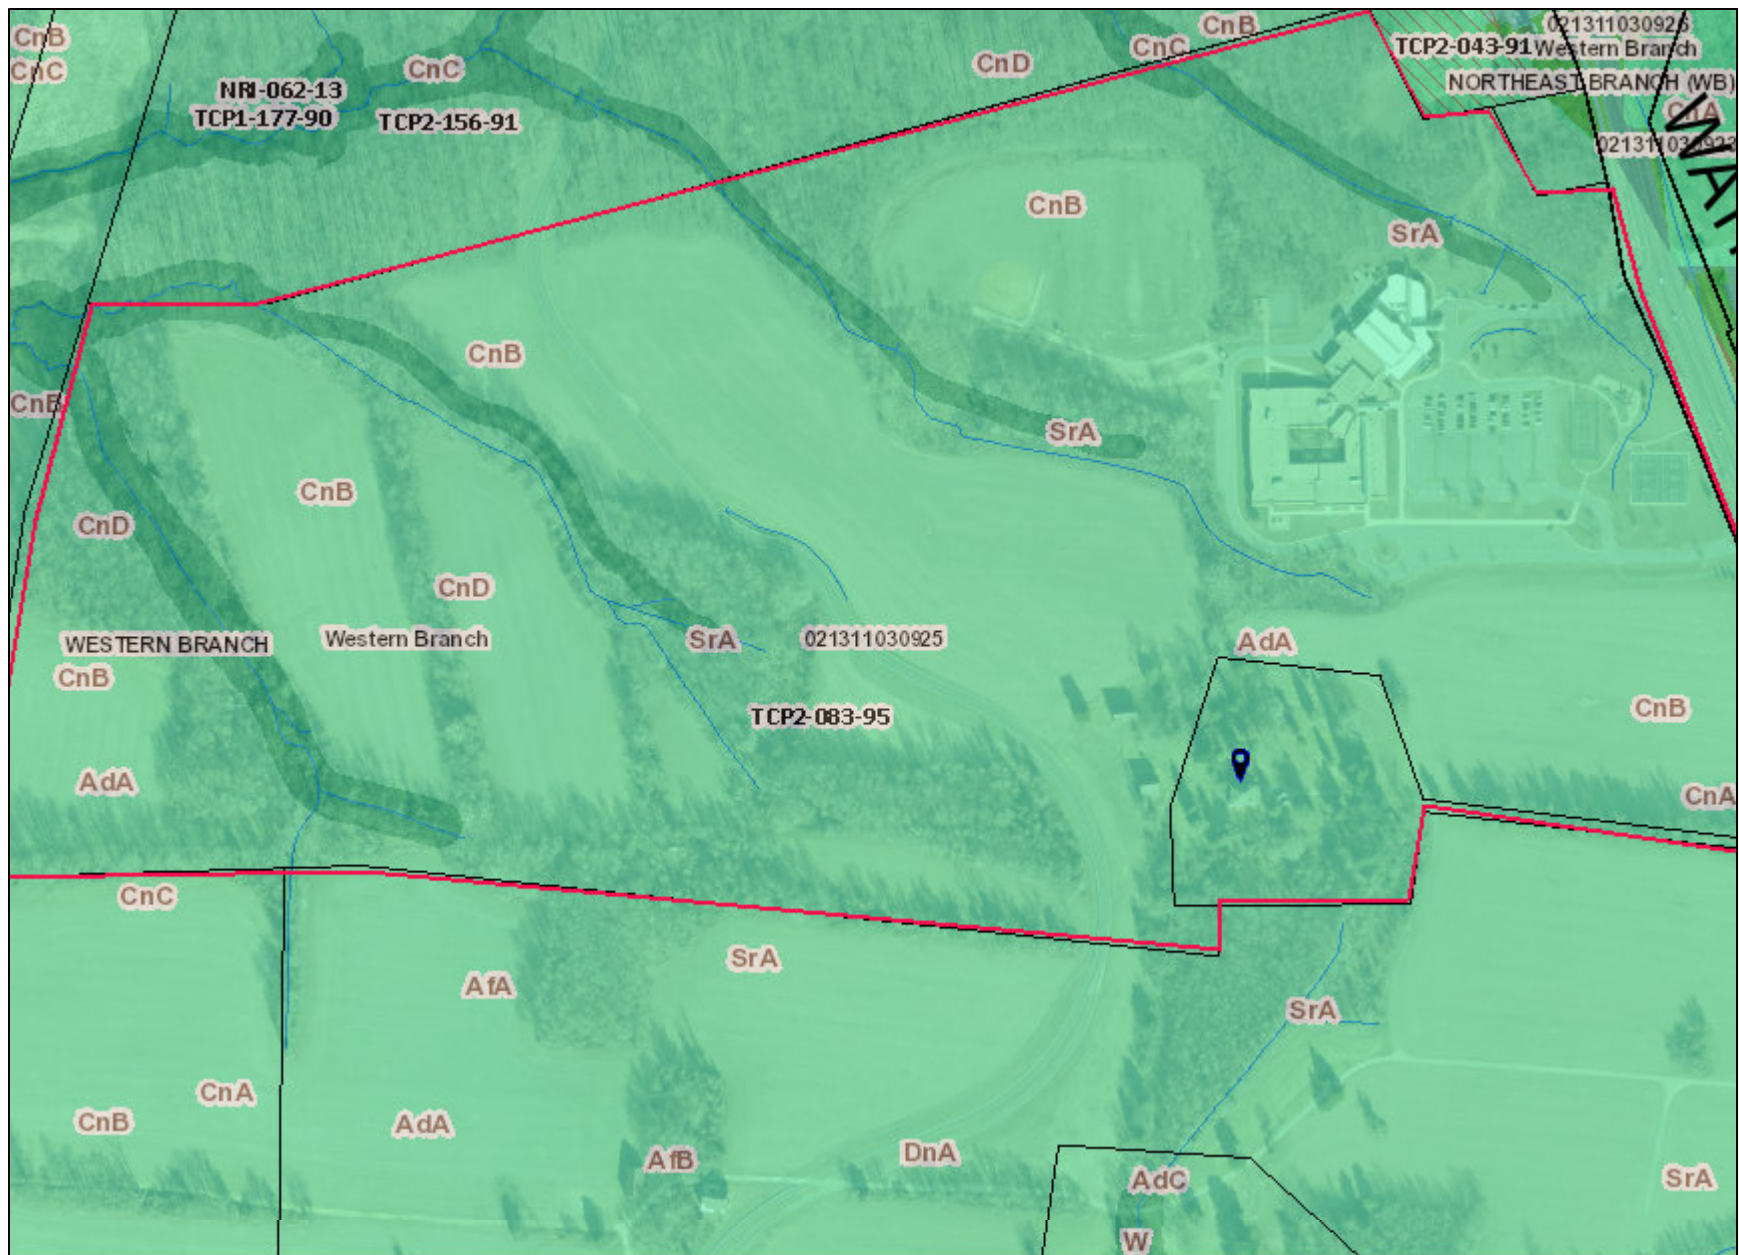 CnB
CnC
NRI-062-13
TCP1-177-90
CnC
TCP2-156-91
CnD
CnC
CnB
021311030926
TCP2-043-91
Western Branch
NORTHEAST BRANCH (WB)
CnA
WAT
CnB
SrA
CnB
CnB
SrA
CnB
CnD
CnD
WESTERN BRANCH
Western Branch
SrA
021311030925
AdA
CnB
CnB
TCP2-083-95
AdA
CnA
CnC
SrA
AfA
SrA
CnA
CnB
AdA
AfB
DnA
AdC
SrA
W